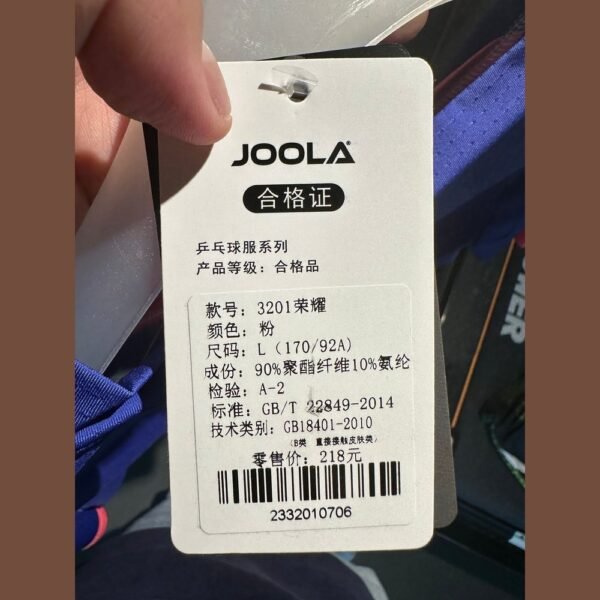 JOOLA
合格证
乒乓球服系列
产品等级：合格品
款号：3201荣耀
颜色：粉
尺码：L（170/92A）
成份：90%聚酯纤维10%氨纶
检验：A-2
标准：GB/T 22849-2014
技术类别：GB18401-2010
（B类 直接接触皮肤类）
零售价：218元
2332010706
OWER